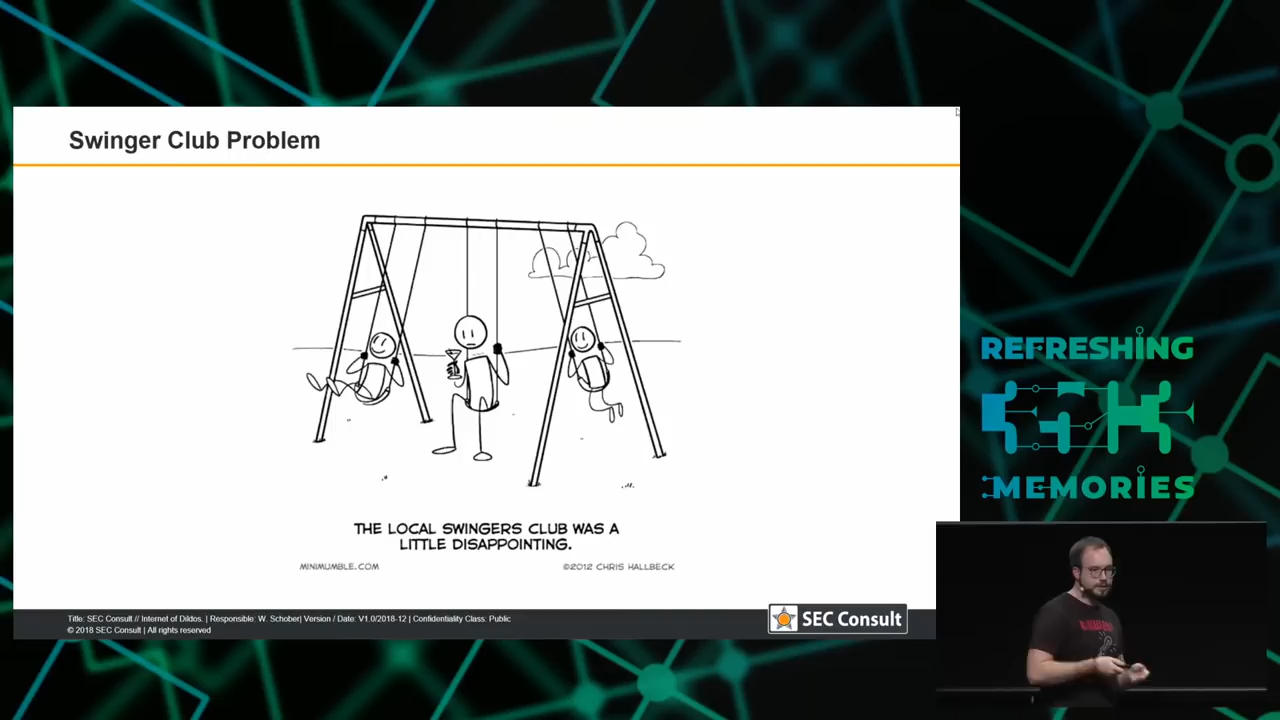 Swinger Club Problem
THE LOCAL SWINGERS CLUB WAS A
LITTLE DISAPPOINTING.
MINIMUMBLE.COM
©2012 CHRIS HALLBECK
Title: SEC Consult // Internet of Dildos. | Responsible: W. Schober| Version / Date: V1.0/2018-12 | Confidentiality Class: Public
© 2018 SEC Consult | All rights reserved
SEC Consult
REFRESHING
35C3
MEMORIES